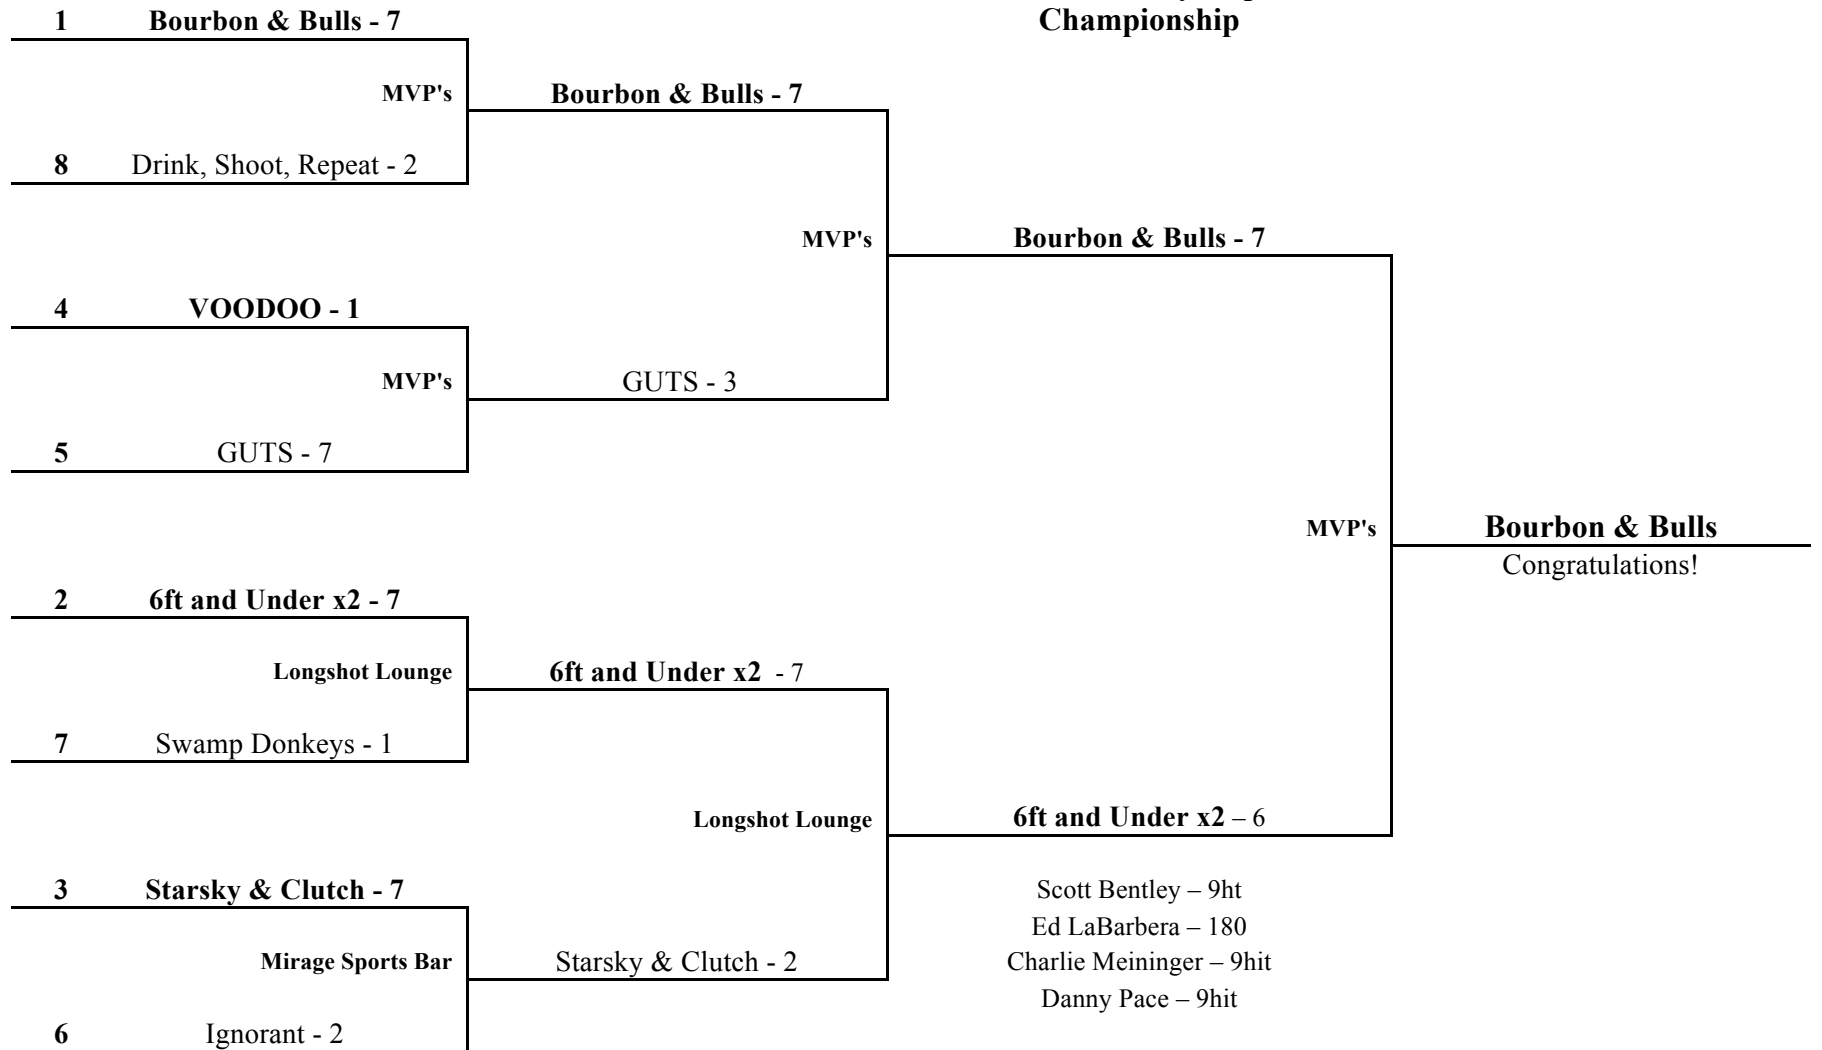 Championship
1 Bourbon & Bulls - 7
MVP's
Bourbon & Bulls - 7
8 Drink, Shoot, Repeat - 2
MVP's
Bourbon & Bulls - 7
4 VOODOO - 1
MVP's
GUTS - 3
5 GUTS - 7
MVP's
Bourbon & Bulls
Congratulations!
2 6ft and Under x2 - 7
Longshot Lounge
6ft and Under x2 - 7
7 Swamp Donkeys - 1
Longshot Lounge
6ft and Under x2 – 6
3 Starsky & Clutch - 7
Scott Bentley – 9ht
Ed LaBarbera – 180
Mirage Sports Bar
Starsky & Clutch - 2
Charlie Meininger – 9hit
Danny Pace – 9hit
6 Ignorant - 2